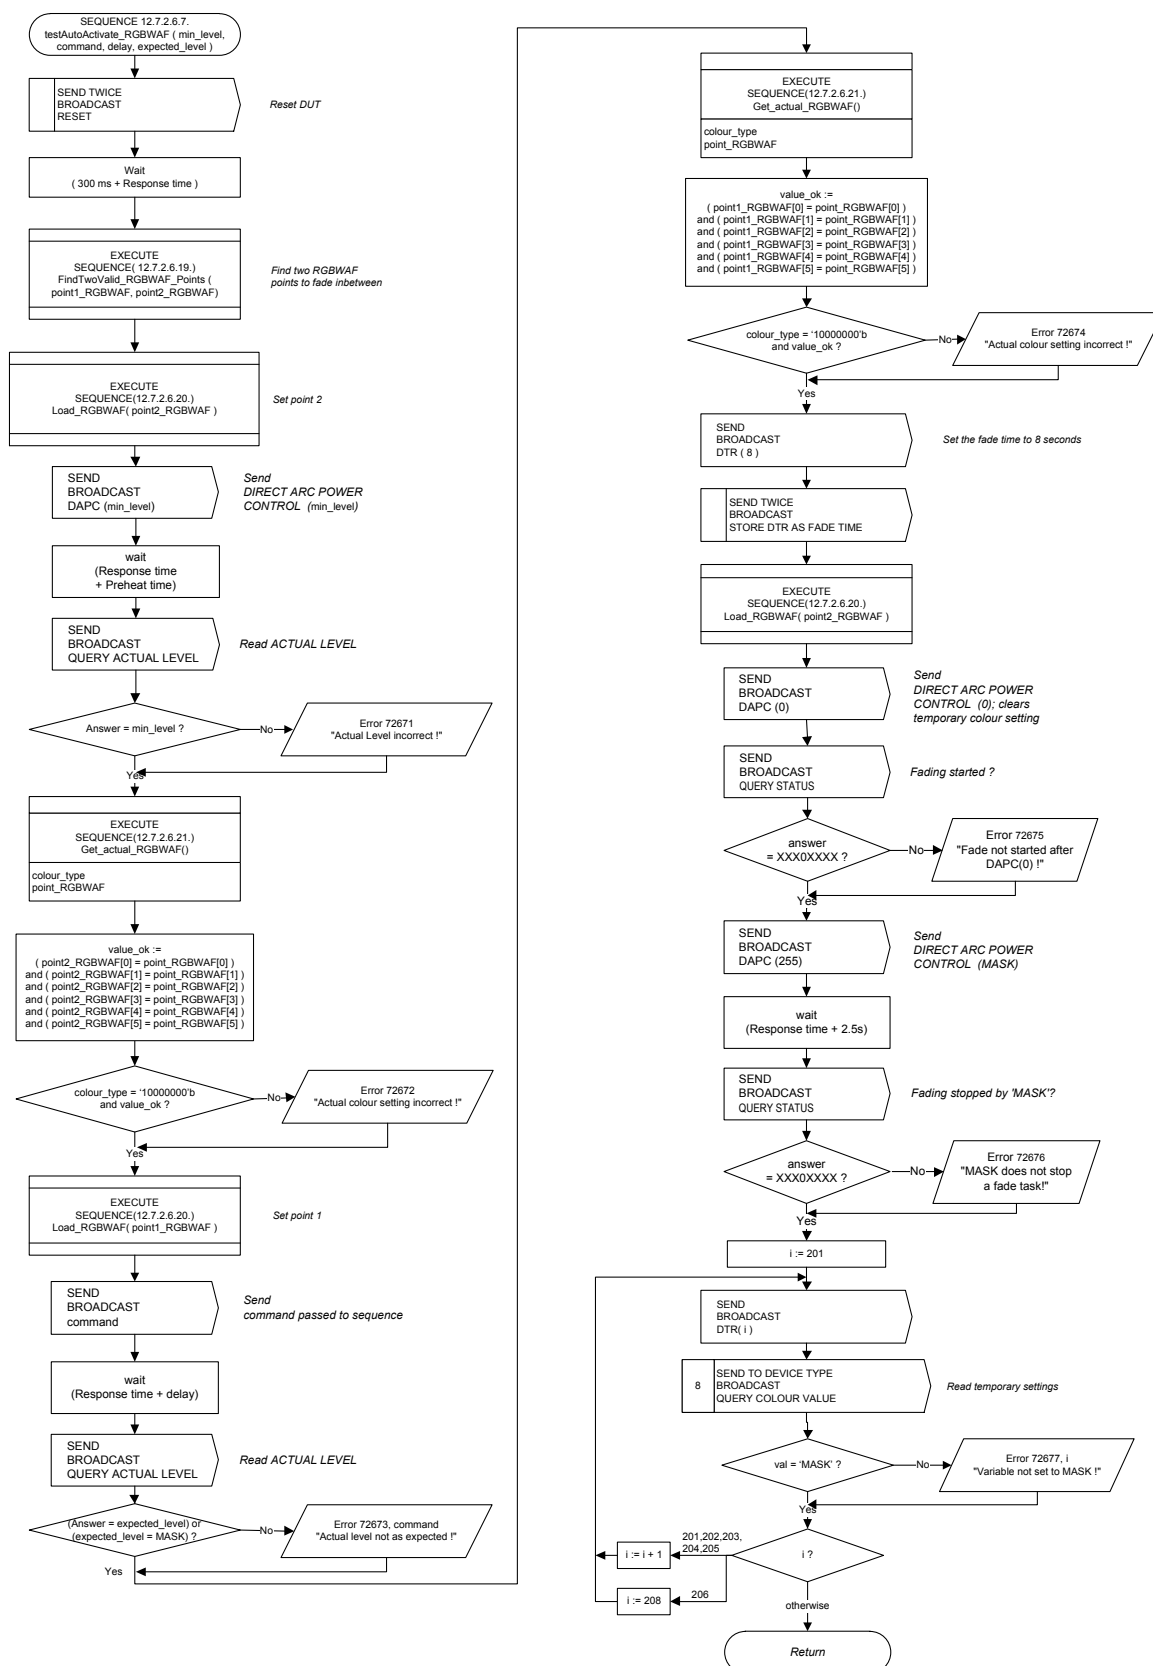 SEQUENCE 12.7.2.6.7.
testAutoActivate_RGBWAF ( min_level,
command, delay, expected_level )
SEND TWICE
BROADCAST
RESET
Reset DUT
Wait
( 300 ms + Response time )
EXECUTE
SEQUENCE( 12.7.2.6.19.)
FindTwoValid_RGBWAF_Points (
point1_RGBWAF, point2_RGBWAF)
Find two RGBWAF
points to fade inbetween
EXECUTE
SEQUENCE(12.7.2.6.20.)
Load_RGBWAF( point2_RGBWAF )
Set point 2
SEND
BROADCAST
DAPC (min_level)
Send
DIRECT ARC POWER
CONTROL (min_level)
wait
(Response time
+ Preheat time)
SEND
BROADCAST
QUERY ACTUAL LEVEL
Read ACTUAL LEVEL
Answer = min_level ?
No
Error 72671
"Actual Level incorrect !"
Yes
EXECUTE
SEQUENCE(12.7.2.6.21.)
Get_actual_RGBWAF()
colour_type
point_RGBWAF
value_ok :=
( point2_RGBWAF[0] = point_RGBWAF[0] )
and ( point2_RGBWAF[1] = point_RGBWAF[1] )
and ( point2_RGBWAF[2] = point_RGBWAF[2] )
and ( point2_RGBWAF[3] = point_RGBWAF[3] )
and ( point2_RGBWAF[4] = point_RGBWAF[4] )
and ( point2_RGBWAF[5] = point_RGBWAF[5] )
colour_type = ‘10000000’b
and value_ok ?
No
Error 72672
"Actual colour setting incorrect !"
Yes
EXECUTE
SEQUENCE(12.7.2.6.20.)
Load_RGBWAF( point1_RGBWAF )
Set point 1
SEND
BROADCAST
command
Send
command passed to sequence
wait
(Response time + delay)
SEND
BROADCAST
QUERY ACTUAL LEVEL
Read ACTUAL LEVEL
(Answer = expected_level) or
(expected_level = MASK) ?
No
Error 72673, command
"Actual level not as expected !"
Yes
EXECUTE
SEQUENCE(12.7.2.6.21.)
Get_actual_RGBWAF()
colour_type
point_RGBWAF
value_ok :=
( point1_RGBWAF[0] = point_RGBWAF[0] )
and ( point1_RGBWAF[1] = point_RGBWAF[1] )
and ( point1_RGBWAF[2] = point_RGBWAF[2] )
and ( point1_RGBWAF[3] = point_RGBWAF[3] )
and ( point1_RGBWAF[4] = point_RGBWAF[4] )
and ( point1_RGBWAF[5] = point_RGBWAF[5] )
colour_type = ‘10000000’b
and value_ok ?
No
Error 72674
"Actual colour setting incorrect !"
Yes
SEND
BROADCAST
DTR ( 8 )
Set the fade time to 8 seconds
SEND TWICE
BROADCAST
STORE DTR AS FADE TIME
EXECUTE
SEQUENCE(12.7.2.6.20.)
Load_RGBWAF( point2_RGBWAF )
SEND
BROADCAST
DAPC (0)
Send
DIRECT ARC POWER
CONTROL (0); clears
temporary colour setting
SEND
BROADCAST
QUERY STATUS
Fading started ?
answer
= XXX0XXXX ?
No
Error 72675
"Fade not started after
DAPC(0) !"
Yes
SEND
BROADCAST
DAPC (255)
Send
DIRECT ARC POWER
CONTROL (MASK)
wait
(Response time + 2.5s)
SEND
BROADCAST
QUERY STATUS
Fading stopped by 'MASK'?
answer
= XXX0XXXX ?
No
Error 72676
"MASK does not stop
a fade task!"
Yes
i := 201
SEND
BROADCAST
DTR( i )
8
SEND TO DEVICE TYPE
BROADCAST
QUERY COLOUR VALUE
Read temporary settings
val = ‘MASK’ ?
No
Error 72677, i
"Variable not set to MASK !"
Yes
i ?
201,202,203,
204,205
i := i + 1
206
i := 208
otherwise
Return